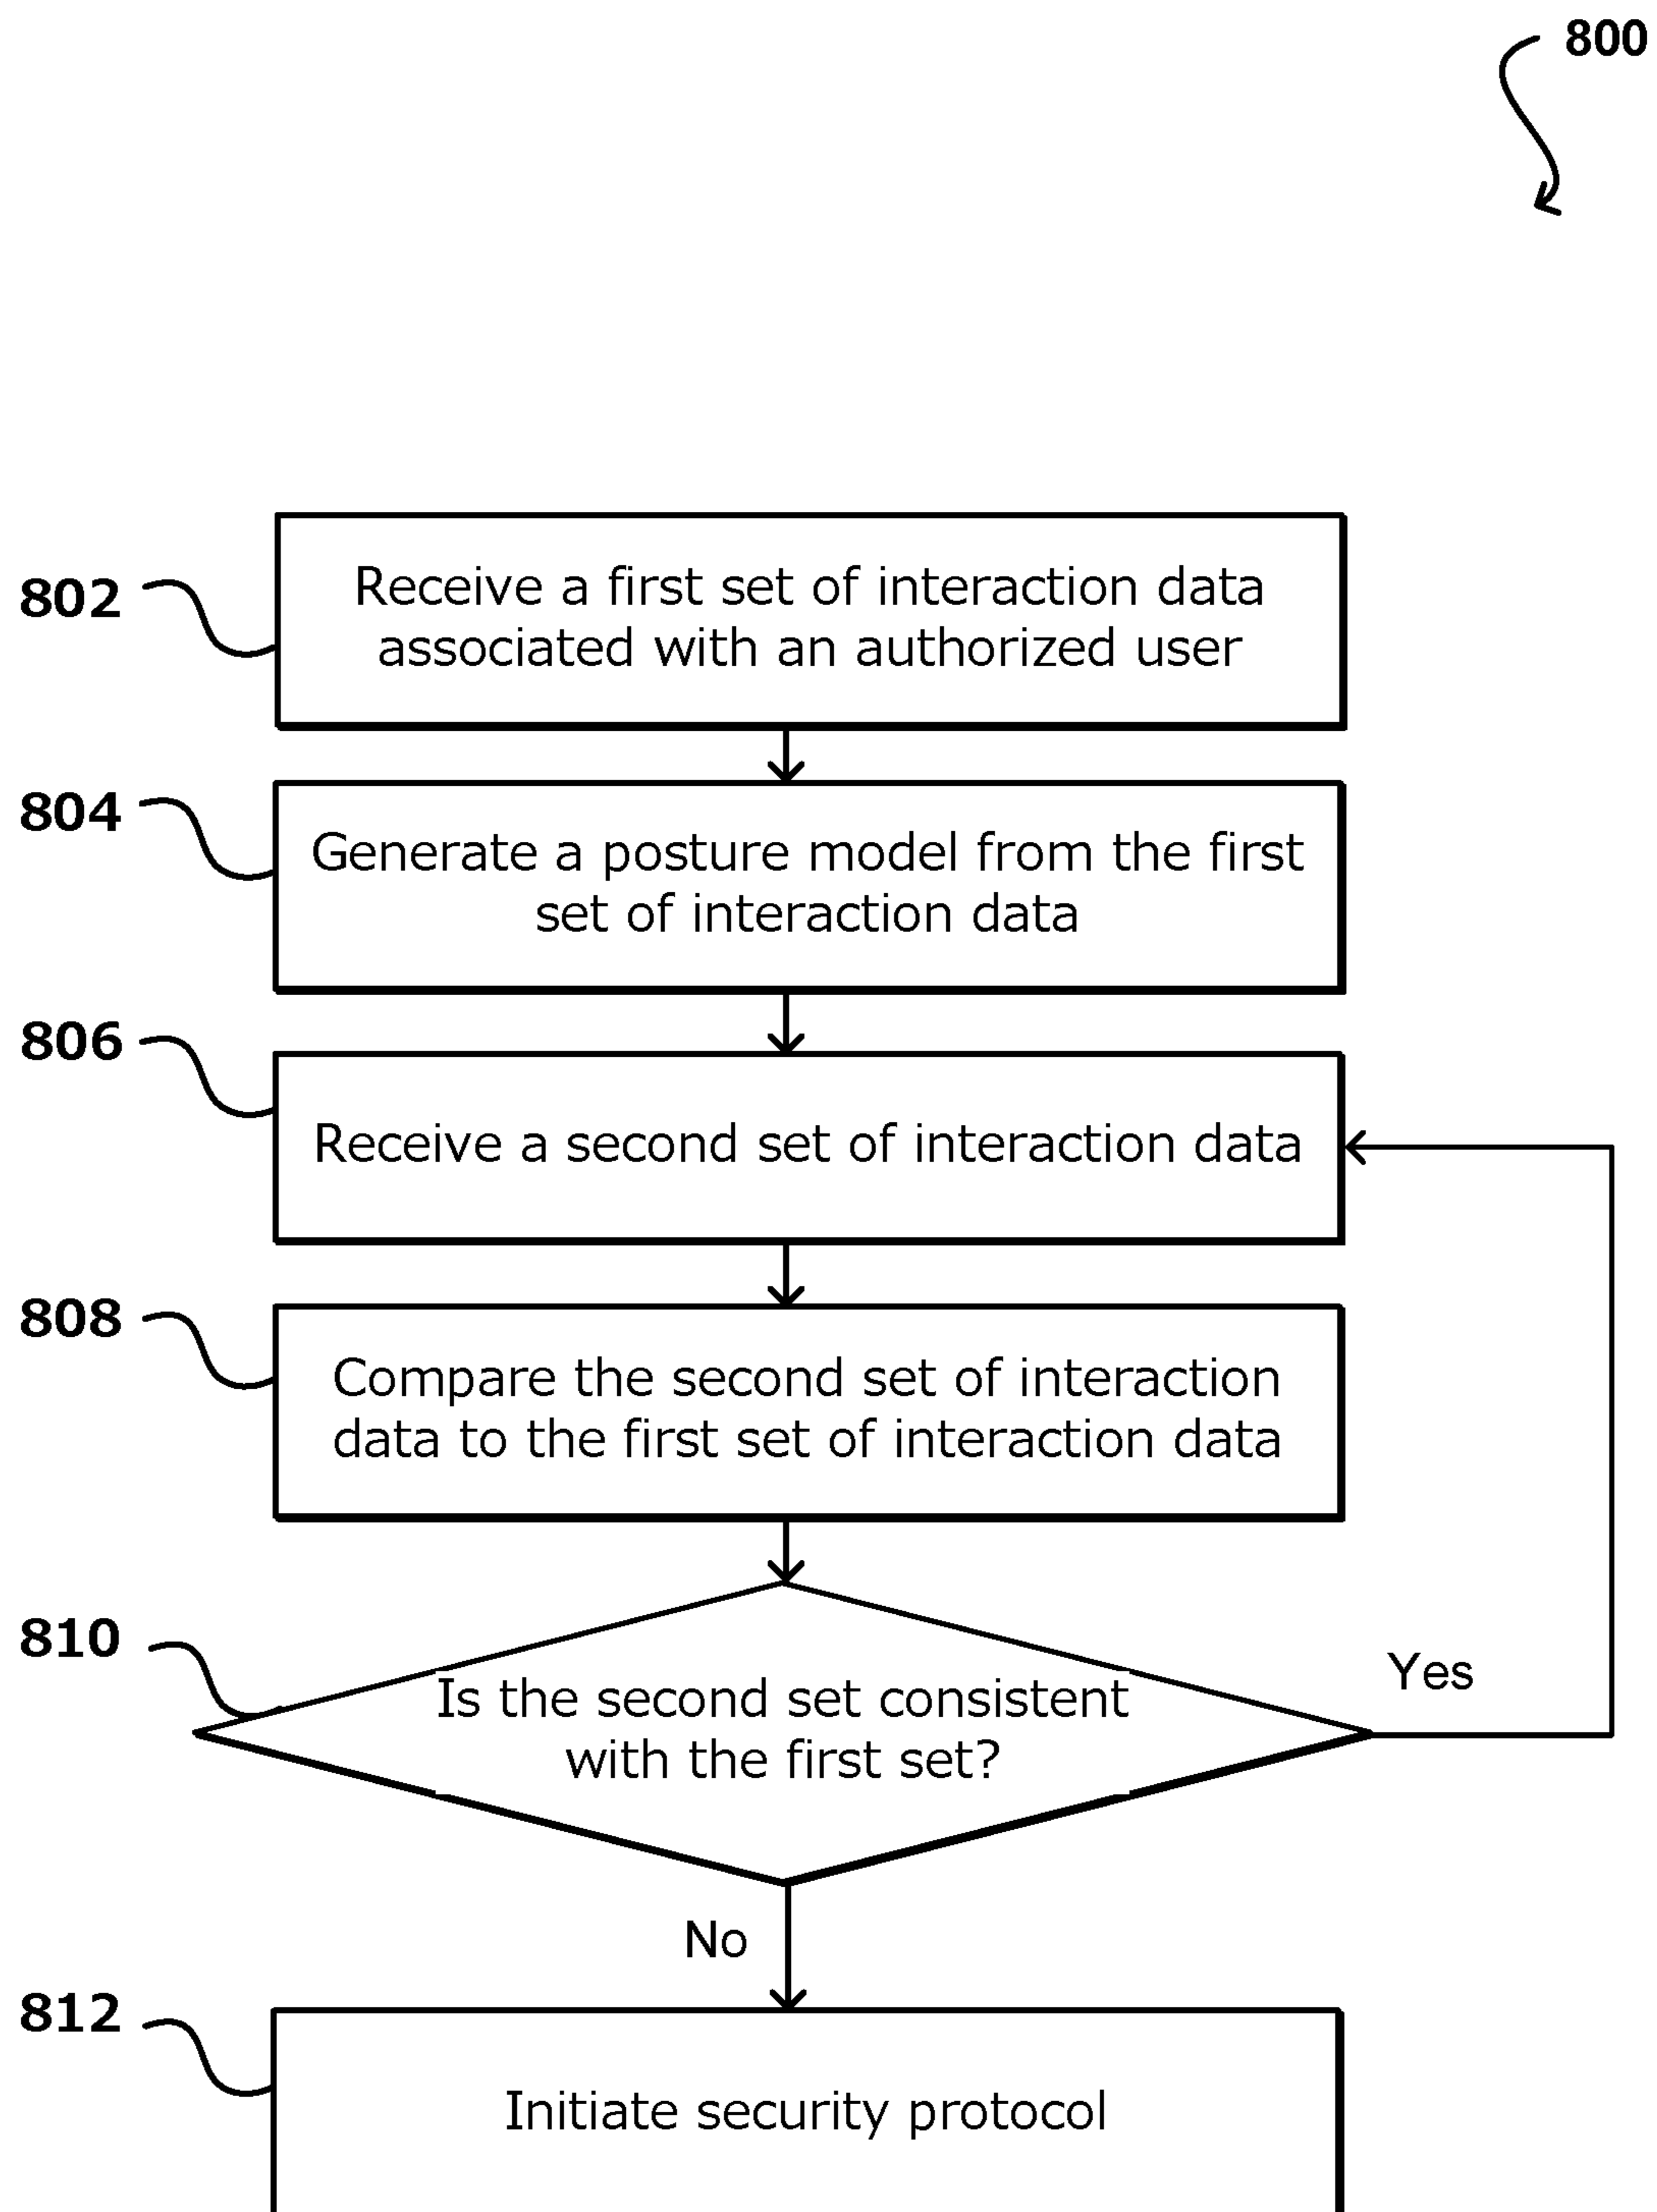 800
802
Receive a first set of interaction data
associated with an authorized user
804
Generate a posture model from the first
set of interaction data
806
Receive a second set of interaction data
808
Compare the second set of interaction
data to the first set of interaction data
810
Is the second set consistent
with the first set?
Yes
No
812
Initiate security protocol